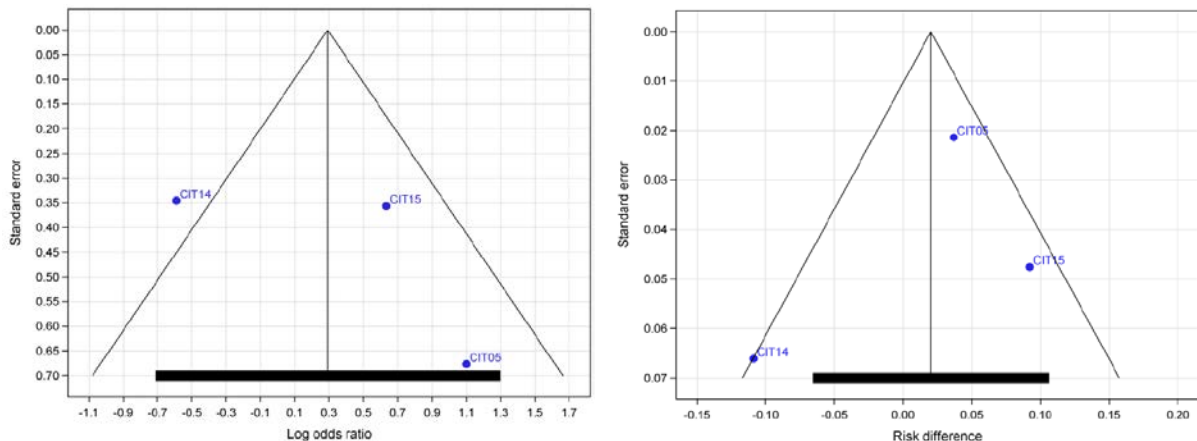 0.00
0.05
0.10
0.15
0.20
0.25
0.30
0.35
0.40
0.45
0.50
0.55
0.60
0.65
0.70
Standard error
CIT14
CIT15
CIT05
-1.1 -0.9 -0.7 -0.5 -0.3 -0.1 0.1 0.3 0.5 0.7 0.9 1.1 1.3 1.5 1.7
Log odds ratio
0.00
0.01
0.02
0.03
0.04
0.05
0.06
0.07
Standard error
CIT05
CIT15
CIT14
-0.15 -0.10 -0.05 0.00 0.05 0.10 0.15 0.20
Risk difference